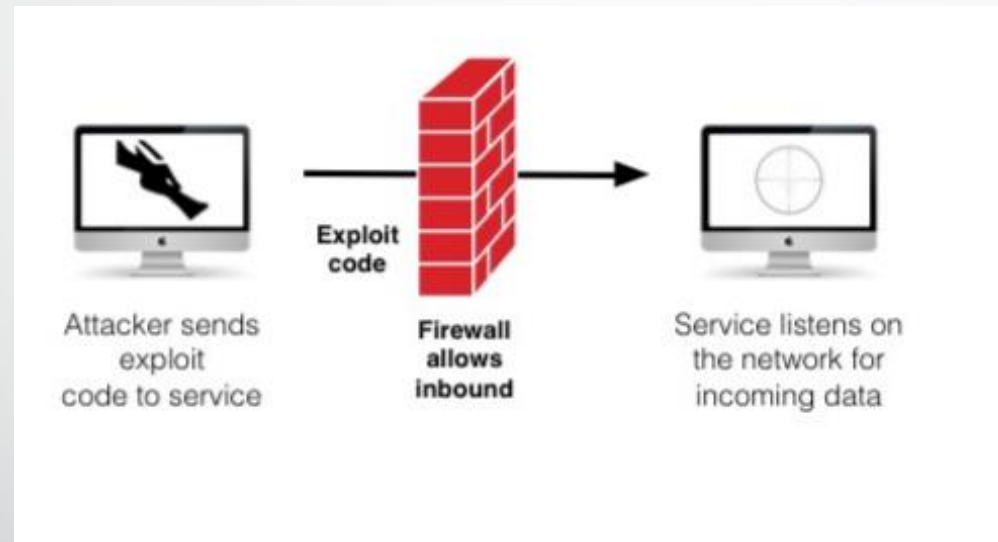 Exploit
code
Attacker sends
exploit
code to service
Firewall
allows
inbound
Service listens on
the network for
incoming data